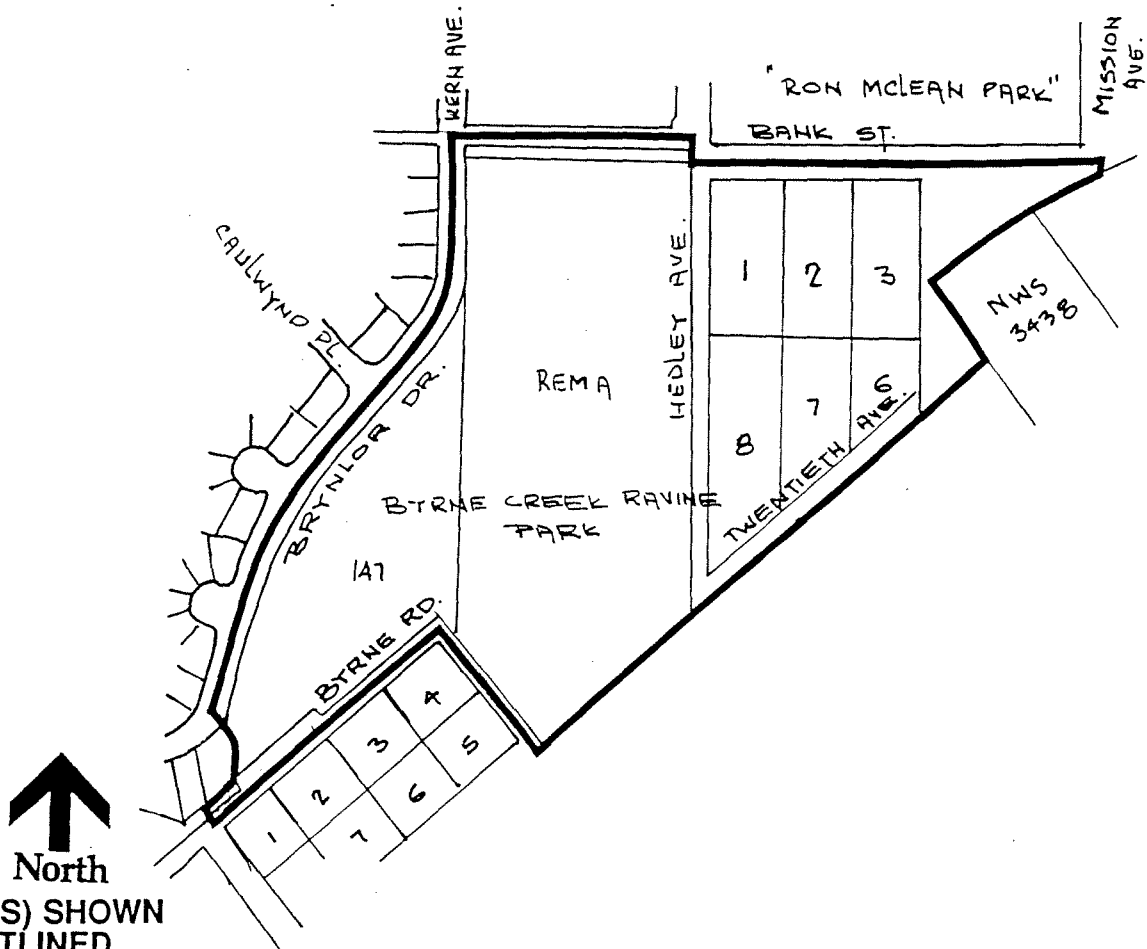 KERN AVE.
MISSION
AVE.
"RON MCLEAN PARK"
BANK ST.
CAULWYND PL.
HEDLEY AVE.
1
2
3
NWS
3438
BRYNLOR DR.
REM A
8
7
6
TWENTIETH AVE.
BYRNE CREEK RAVINE
PARK
147
BYRNE RD.
4
3
5
2
6
1
7
North
S) SHOWN
TLINED